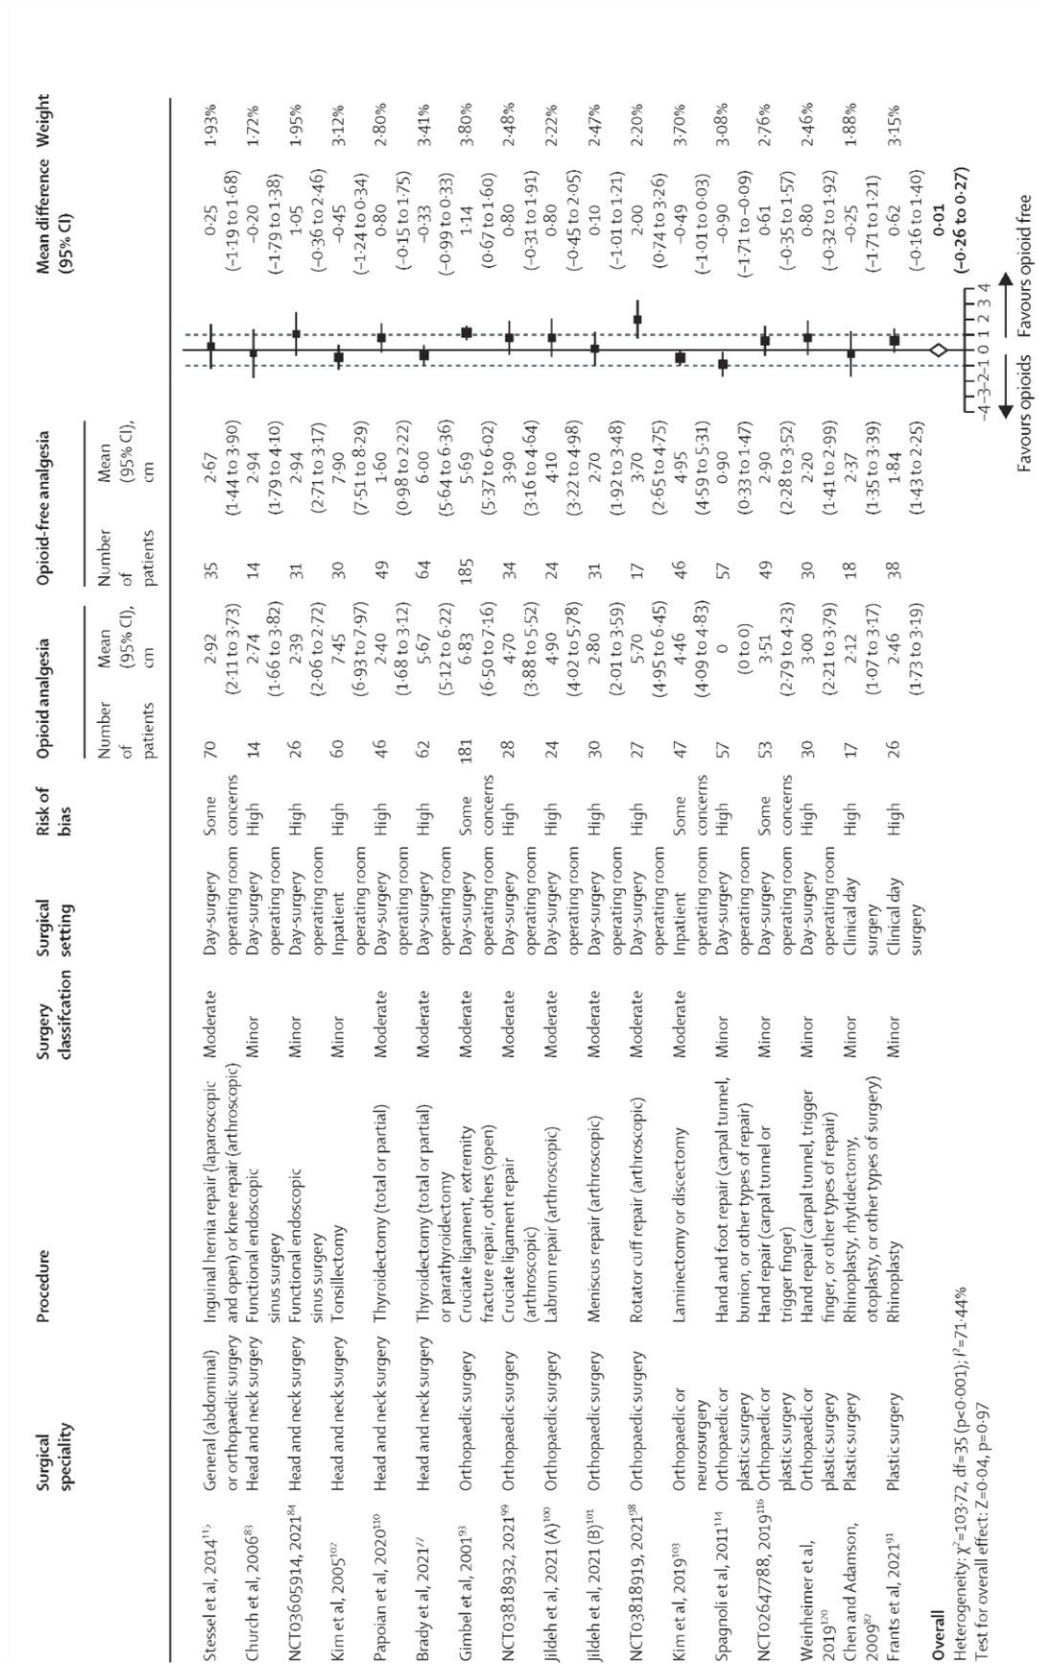 Surgical Procedure Surgery Surgical Risk of Opioid analgesia Opioid-free analgesia Mean difference Weight
speciality classifcation setting bias (95% CI)
Number of patients Mean (95% CI), cm Number of patients Mean (95% CI), cm
Stessel et al, 2014¹¹⁵ General (abdominal) Inguinal hernia repair (laparoscopic Moderate Day-surgery Some 70 2·92 35 2·67 0·25 1·93%
or orthopaedic surgery and open) or knee repair (arthroscopic) operating room concerns (2·11 to 3·73) (1·44 to 3·90) (–1·19 to 1·68)
Church et al, 2006⁸³ Head and neck surgery Functional endoscopic Minor Day-surgery High 14 2·74 14 2·94 –0·20 1·72%
sinus surgery operating room (1·66 to 3·82) (1·79 to 4·10) (–1·79 to 1·38)
NCT03605914, 2021⁸⁴ Head and neck surgery Functional endoscopic Minor Day-surgery High 26 2·39 31 2·94 1·05 1·95%
sinus surgery operating room (2·06 to 2·72) (2·71 to 3·17) (–0·36 to 2·46)
Kim et al, 2005¹⁰² Head and neck surgery Tonsillectomy Minor Inpatient High 60 7·45 30 7·90 –0·45 3·12%
operating room (6·93 to 7·97) (7·51 to 8·29) (–1·24 to 0·34)
Papoian et al, 2020¹¹⁰ Head and neck surgery Thyroidectomy (total or partial) Moderate Day-surgery High 46 2·40 49 1·60 0·80 2·80%
operating room (1·68 to 3·12) (0·98 to 2·22) (–0·15 to 1·75)
Brady et al, 2021⁷⁷ Head and neck surgery Thyroidectomy (total or partial) Moderate Day-surgery High 62 5·67 64 6·00 –0·33 3·41%
or parathyroidectomy operating room (5·12 to 6·22) (5·64 to 6·36) (–0·99 to 0·33)
Gimbel et al, 2001⁹³ Orthopaedic surgery Cruciate ligament, extremity Moderate Day-surgery Some 181 6·83 185 5·69 1·14 3·80%
fracture repair, others (open) operating room concerns (6·50 to 7·16) (5·37 to 6·02) (0·67 to 1·60)
NCT03818932, 2021⁹⁹ Orthopaedic surgery Cruciate ligament repair Moderate Day-surgery High 28 4·70 34 3·90 0·80 2·48%
(arthroscopic) operating room (3·88 to 5·52) (3·16 to 4·64) (–0·31 to 1·91)
Jildeh et al, 2021 (A)¹⁰⁰ Orthopaedic surgery Labrum repair (arthroscopic) Moderate Day-surgery High 24 4·90 24 4·10 0·80 2·22%
operating room (4·02 to 5·78) (3·22 to 4·98) (–0·45 to 2·05)
Jildeh et al, 2021 (B)¹⁰¹ Orthopaedic surgery Meniscus repair (arthroscopic) Moderate Day-surgery High 30 2·80 31 2·70 0·10 2·47%
operating room (2·01 to 3·59) (1·92 to 3·48) (–1·01 to 1·21)
NCT03818919, 2021⁹⁸ Orthopaedic surgery Rotator cuff repair (arthroscopic) Moderate Day-surgery High 27 5·70 17 3·70 2·00 2·20%
operating room (4·95 to 6·45) (2·65 to 4·75) (0·74 to 3·26)
Kim et al, 2019¹⁰³ Orthopaedic or Laminectomy or discectomy Moderate Inpatient Some 47 4·46 46 4·95 –0·49 3·70%
neurosurgery operating room concerns (4·09 to 4·83) (4·59 to 5·31) (–1·01 to 0·03)
Spagnoli et al, 2011¹¹⁴ Orthopaedic or Hand and foot repair (carpal tunnel, Minor Day-surgery High 57 0 57 0·90 –0·90 3·08%
plastic surgery bunion, or other types of repair) operating room (0 to 0) (0·33 to 1·47) (–1·71 to –0·09)
NCT02647788, 2019¹¹⁶ Orthopaedic or Hand repair (carpal tunnel or Minor Day-surgery Some 53 3·51 49 2·90 0·61 2·76%
plastic surgery trigger finger) operating room concerns (2·79 to 4·23) (2·28 to 3·52) (–0·35 to 1·57)
Weinheimer et al, Orthopaedic or Hand repair (carpal tunnel, trigger Minor Day-surgery High 30 3·00 30 2·20 0·80 2·46%
2019¹²⁰ plastic surgery finger, or other types of repair) operating room (2·21 to 3·79) (1·41 to 2·99) (–0·32 to 1·92)
Chen and Adamson, Plastic surgery Rhinoplasty, rhytidectomy, Minor Clinical day High 17 2·12 18 2·37 –0·25 1·88%
2009⁸² otoplasty, or other types of surgery) surgery (1·07 to 3·17) (1·35 to 3·39) (–1·71 to 1·21)
Frants et al, 2021⁹¹ Plastic surgery Rhinoplasty Minor Clinical day High 26 2·46 38 1·84 0·62 3·15%
surgery (1·73 to 3·19) (1·43 to 2·25) (–0·16 to 1·40)
Overall 0·01
Heterogeneity: χ²=103·72, df=35 (p<0·001); I²=71·44% (–0·26 to 0·27)
Test for overall effect: Z=0·04, p=0·97
–4 –3 –2 –1 0 1 2 3 4
Favours opioids Favours opioid free